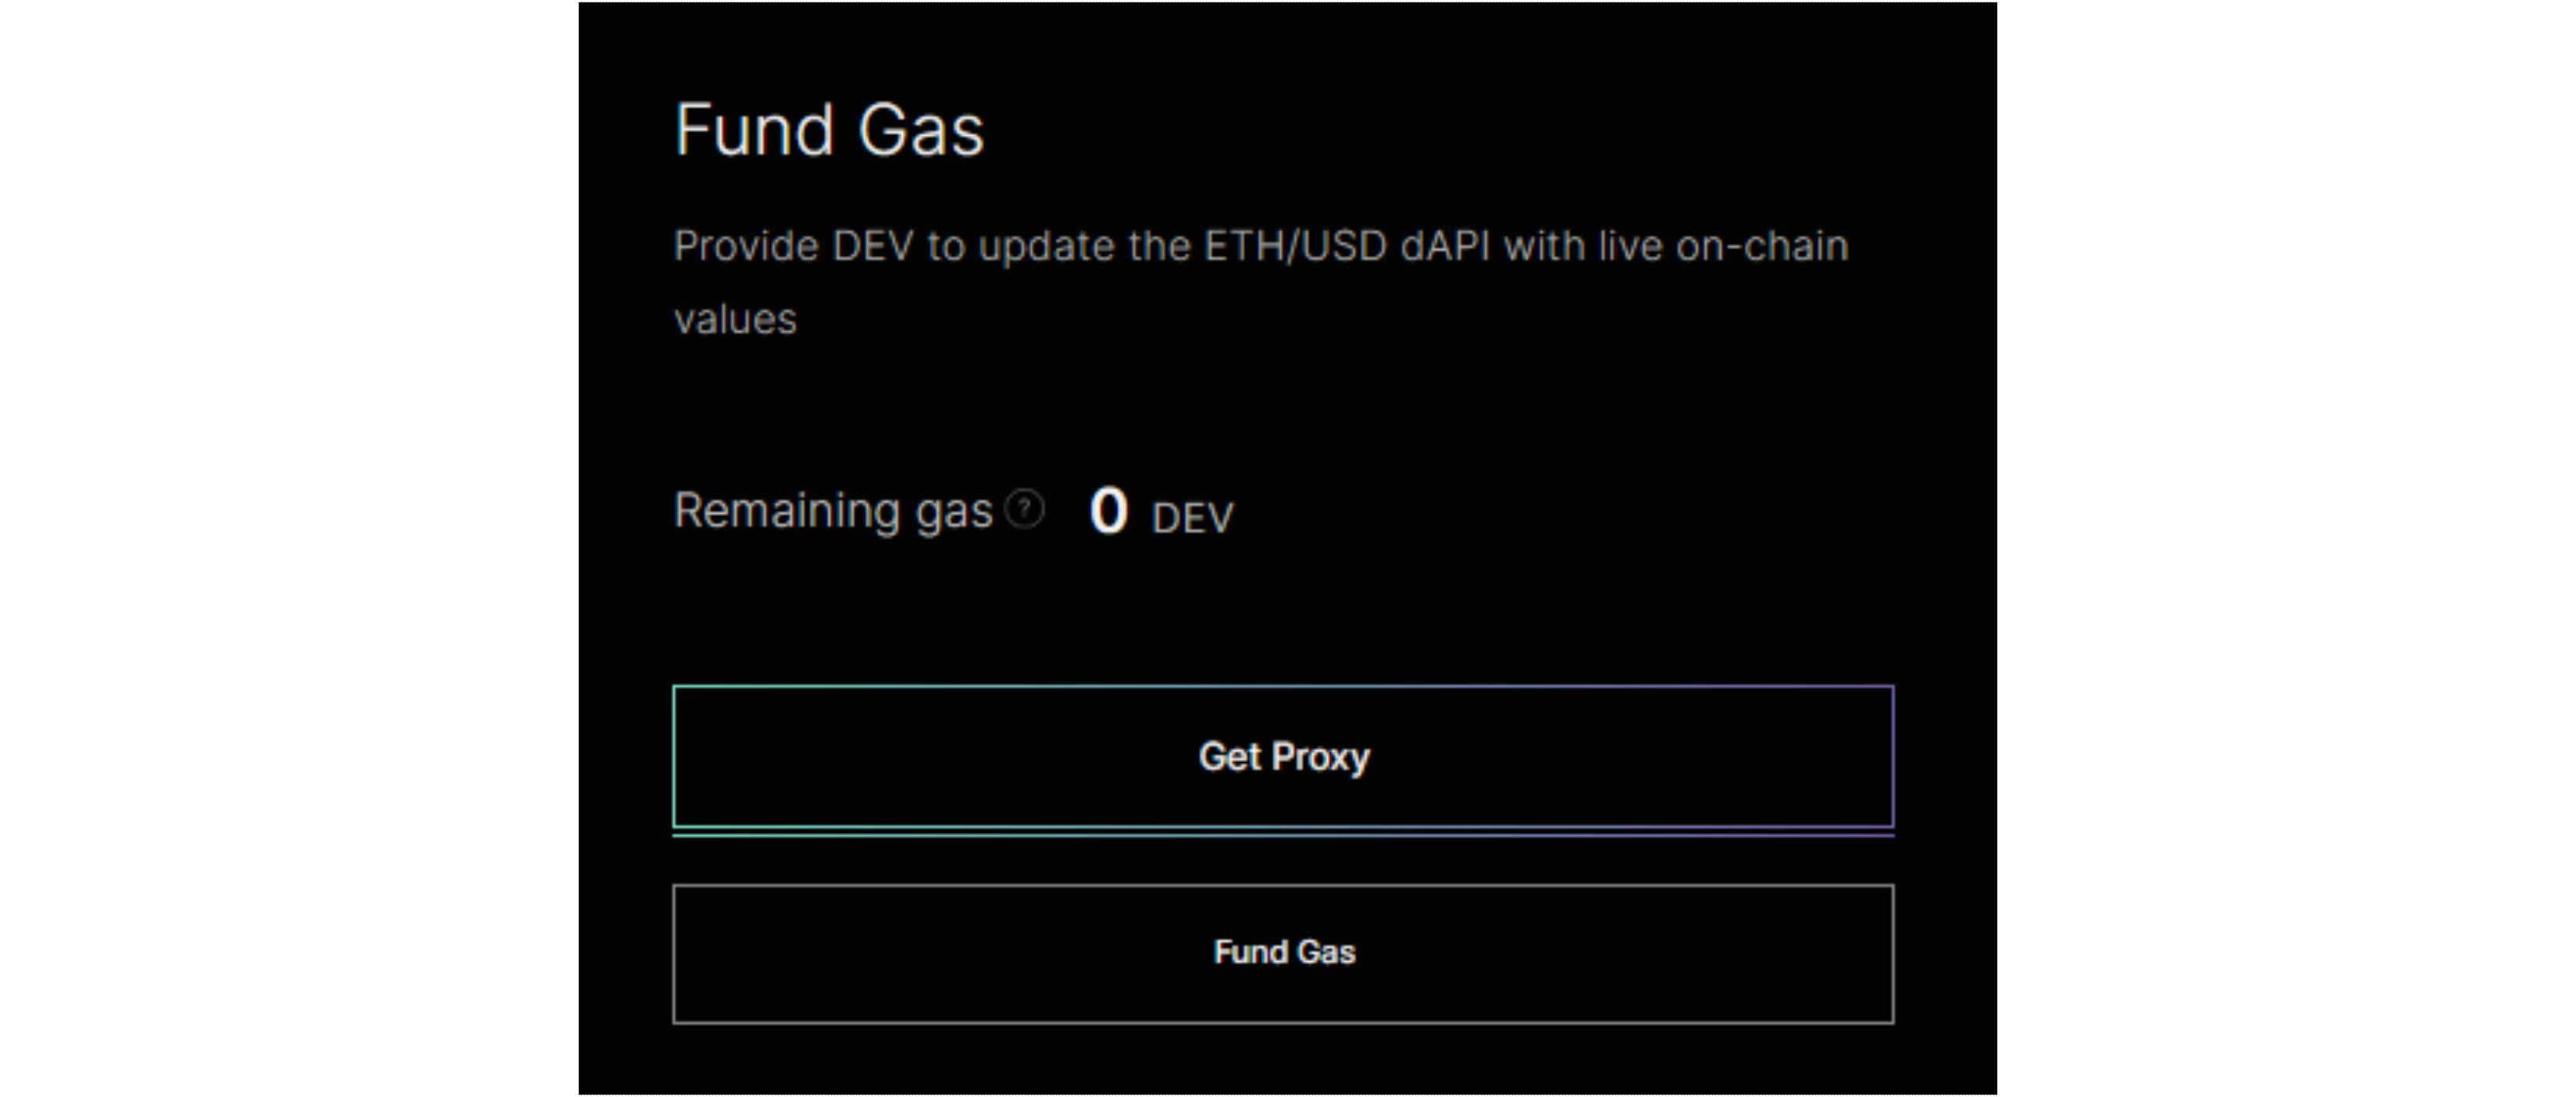 Fund Gas
Provide DEV to update the ETH/USD dAPI with live on-chain
values
Remaining gas ? 0 DEV
Get Proxy
Fund Gas